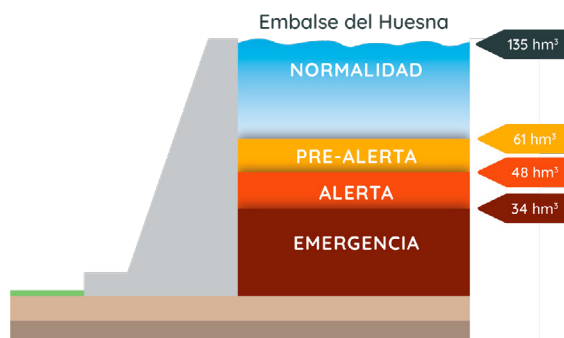 Embalse del Huesna
135 hm³
NORMALIDAD
61 hm³
PRE-ALERTA
48 hm³
ALERTA
34 hm³
EMERGENCIA